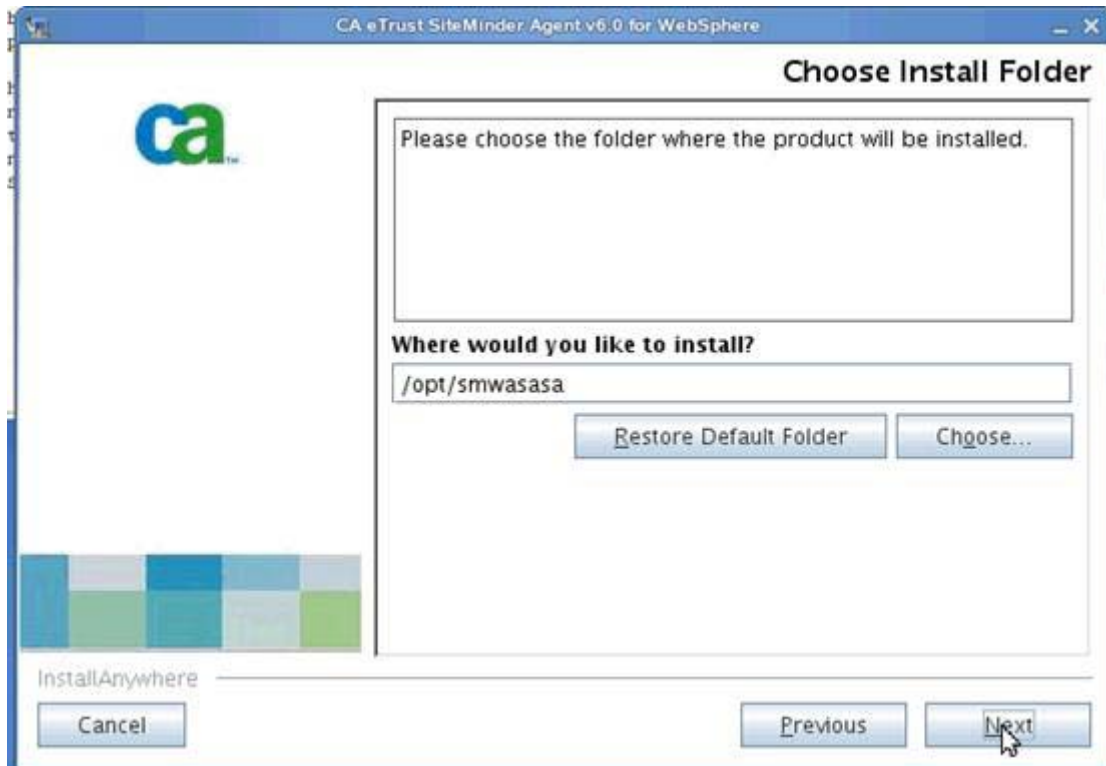 CA eTrust SiteMinder Agent v6.0 for WebSphere
Choose Install Folder
ca
Please choose the folder where the product will be installed.
Where would you like to install?
/opt/smwasasa
Restore Default Folder
Choose...
InstallAnywhere
Cancel
Previous
Next